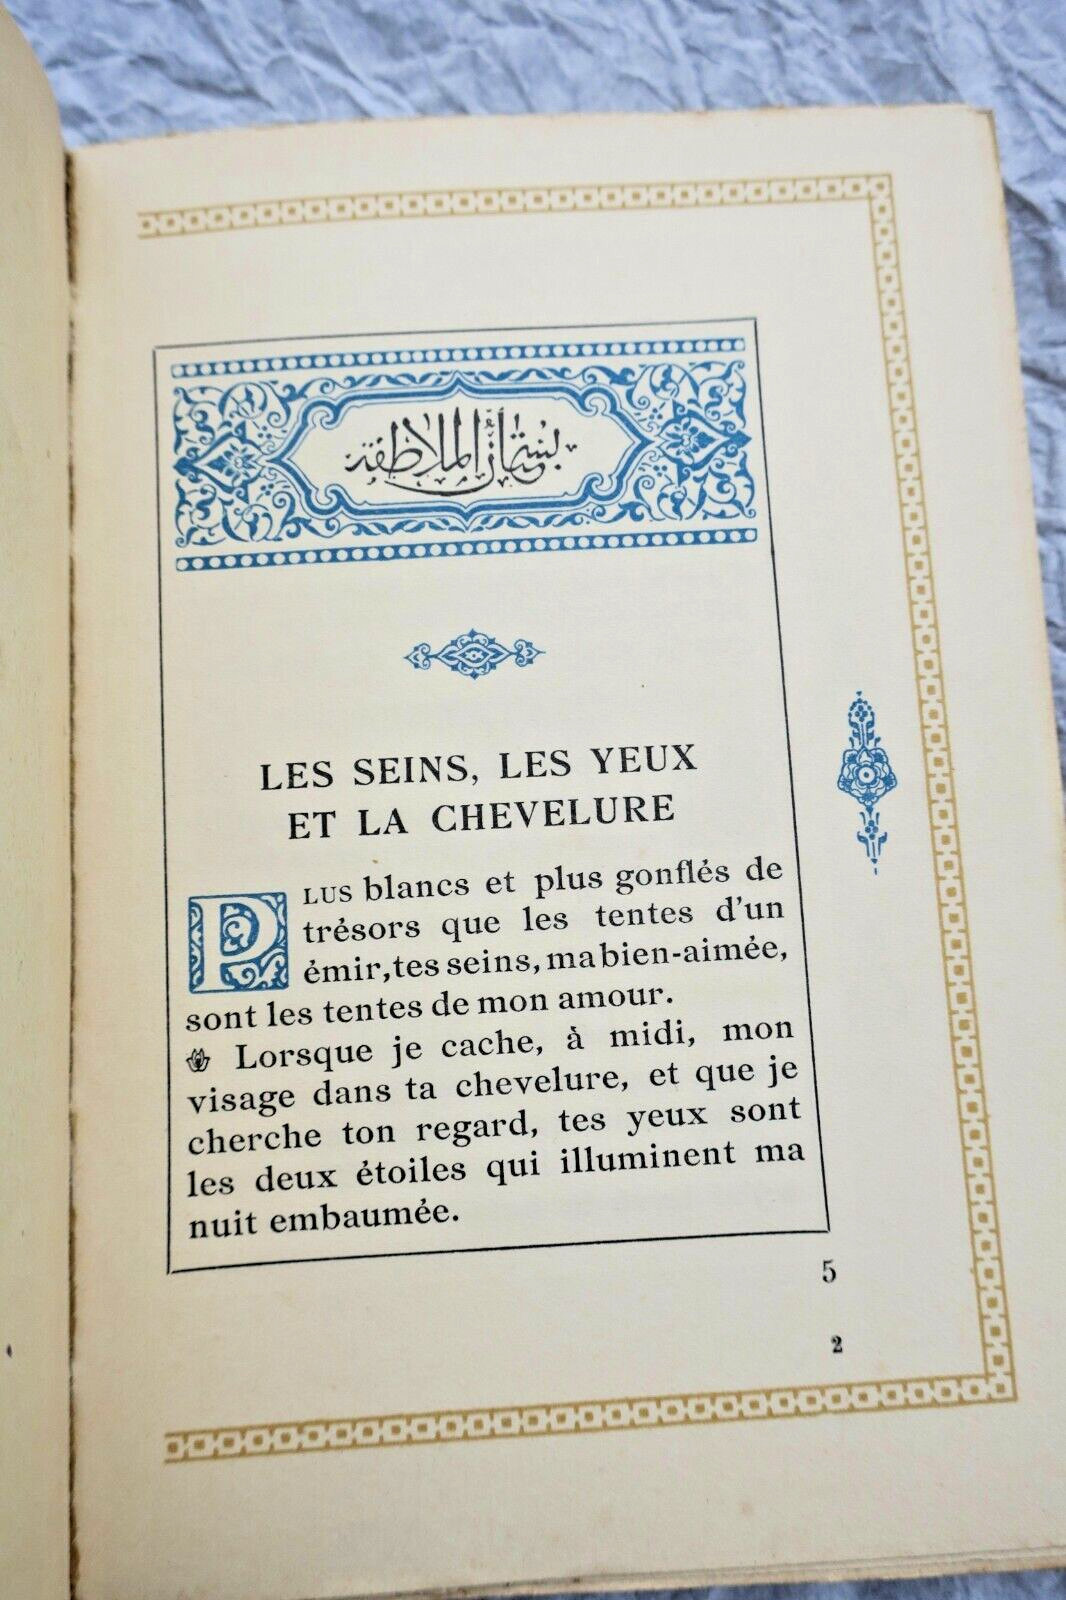 بستان الملاطفة
LES SEINS, LES YEUX
ET LA CHEVELURE
PLUS blancs et plus gonflés de
trésors que les tentes d'un
émir, tes seins, ma bien-aimée,
sont les tentes de mon amour.
Lorsque je cache, à midi, mon
visage dans ta chevelure, et que je
cherche ton regard, tes yeux sont
les deux étoiles qui illuminent ma
nuit embaumée.
5
2